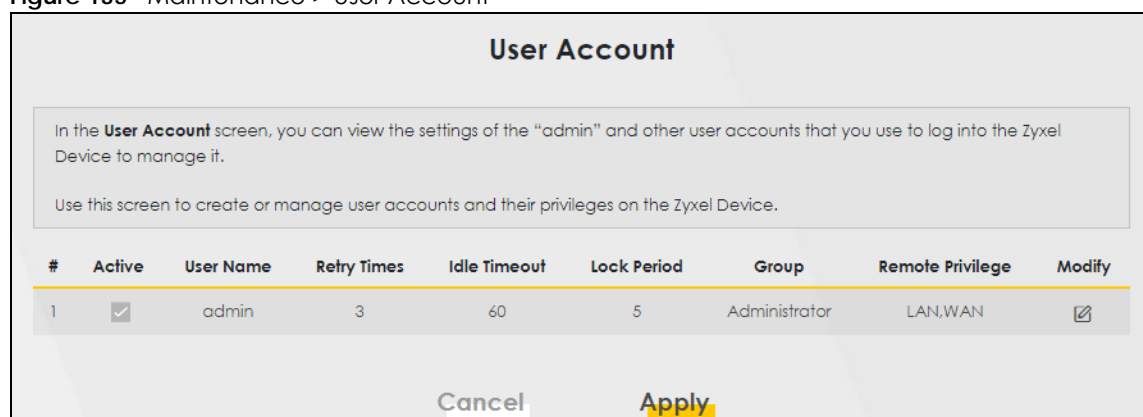 User Account
In the User Account screen, you can view the settings of the “admin” and other user accounts that you use to log into the Zyxel
Device to manage it.
Use this screen to create or manage user accounts and their privileges on the Zyxel Device.
# Active User Name Retry Times Idle Timeout Lock Period Group Remote Privilege Modify
1 admin 3 60 5 Administrator LAN,WAN
Cancel Apply